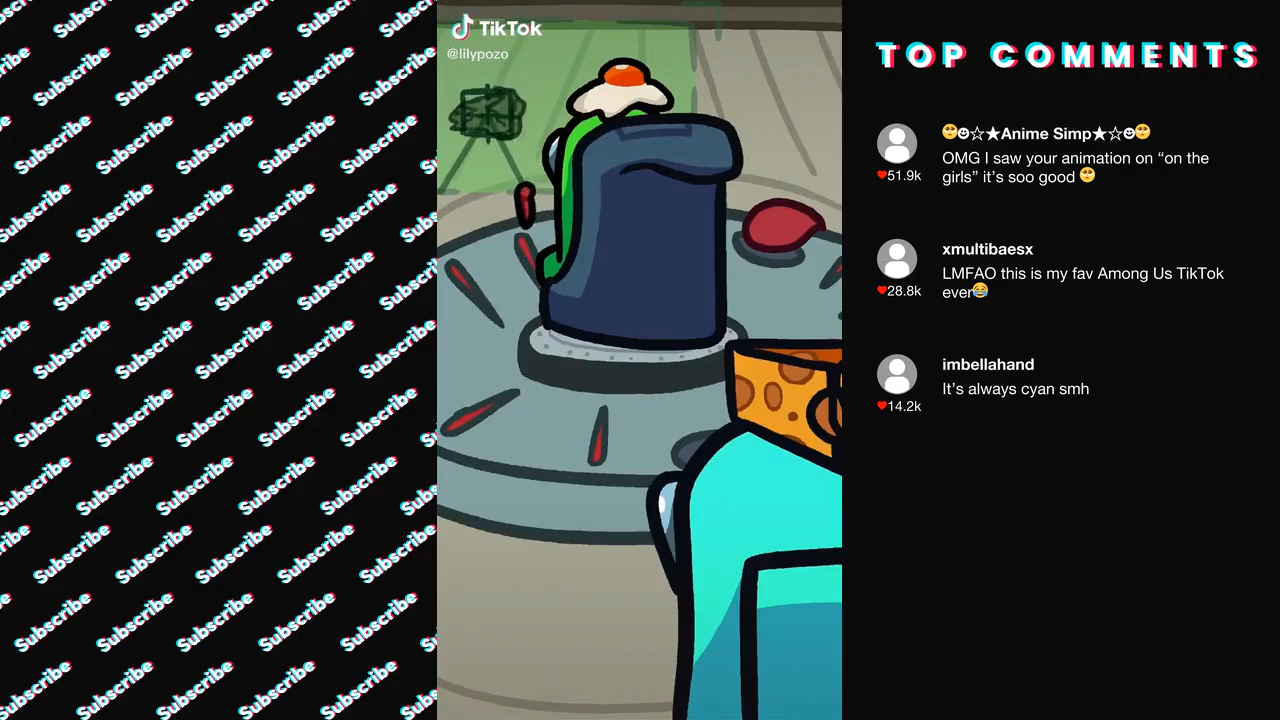 TikTok
@lilypozo
TOP COMMENTS
🥺☻☆★Anime Simp★☆☻🥺
OMG I saw your animation on “on the
girls” it’s soo good 🥺
51.9k
xmultibaesx
LMFAO this is my fav Among Us TikTok
ever😂
28.8k
imbellahand
It’s always cyan smh
14.2k
Subscribe